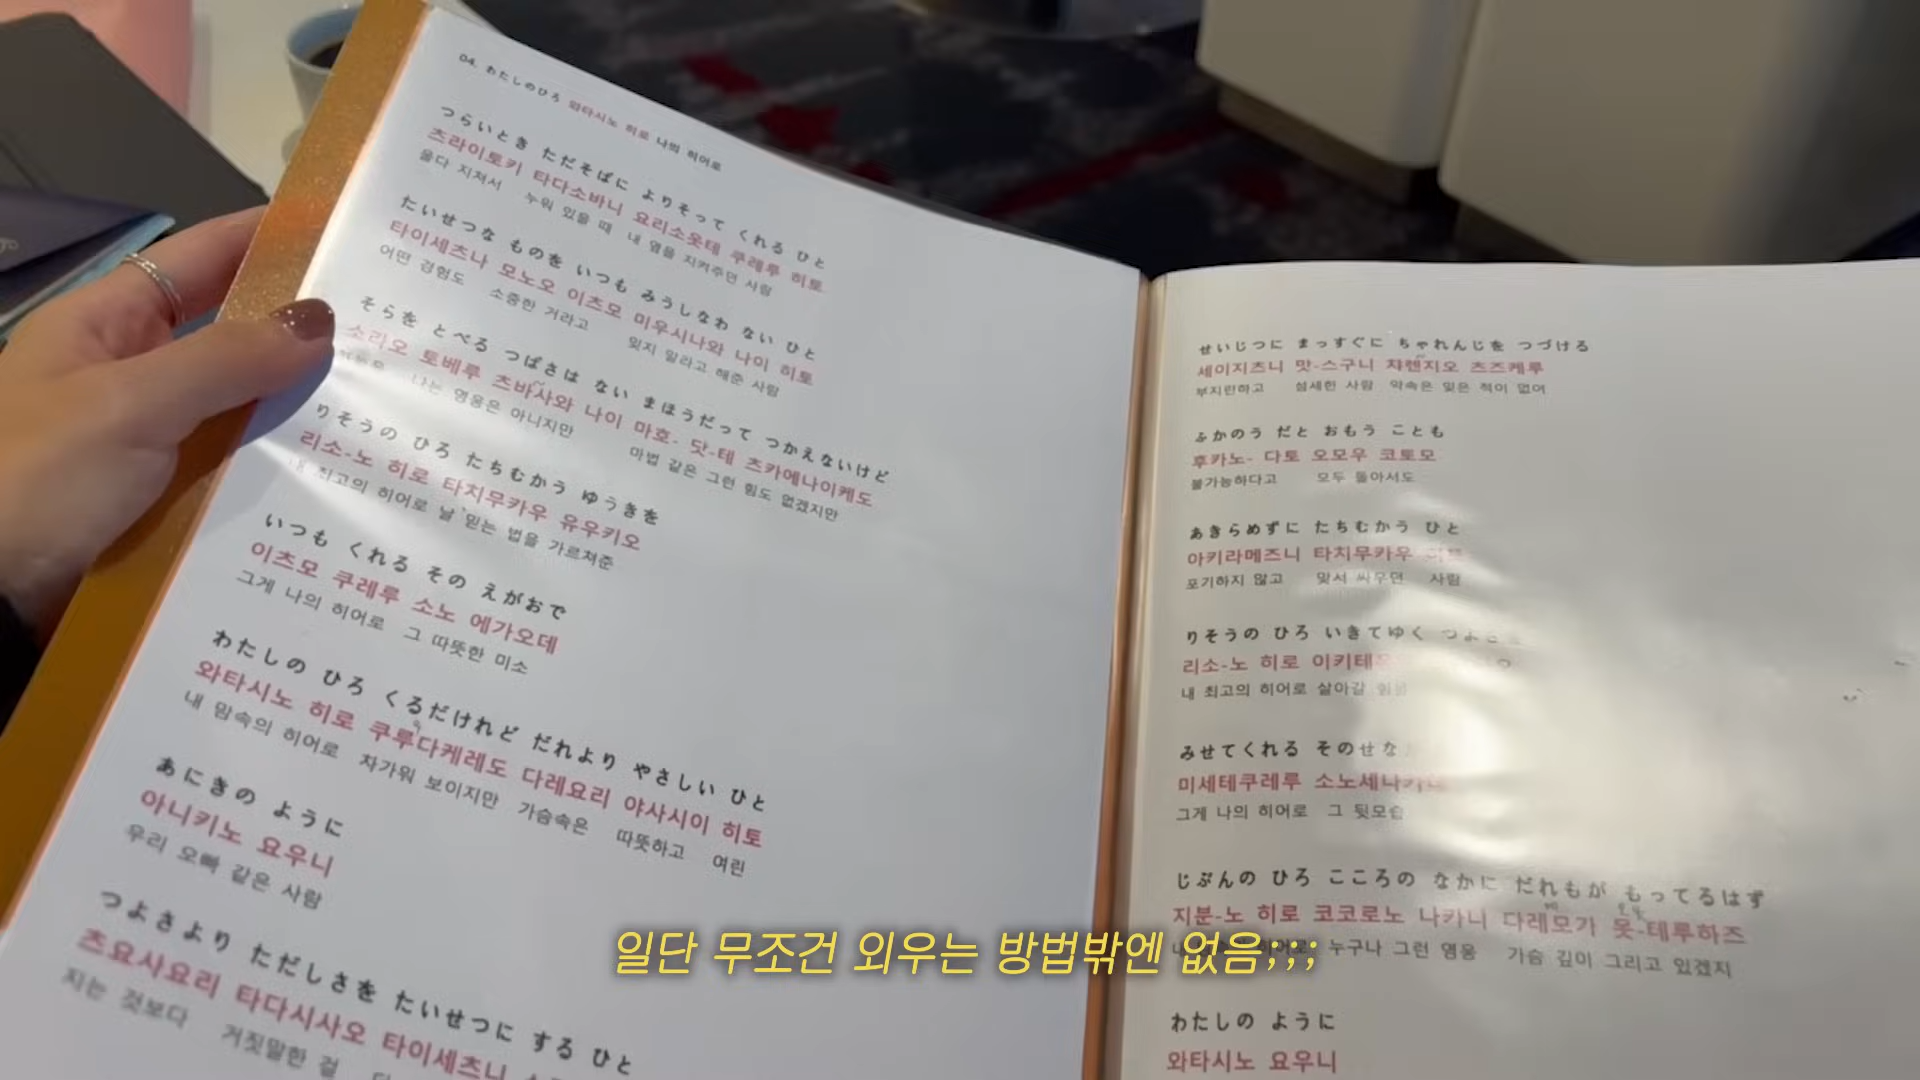 04. わたしのひろ 와타시노 히로 나의 히어로
つらいとき ただそばに よりそって くれる ひと
츠라이토키 타다소바니 요리소옷테 쿠레루 히토
울다 지쳐서 누워 있을 때 내 옆을 지켜주던 사람
たいせつな ものを いつも みうしなわ ない ひと
타이세츠나 모노오 이츠모 미우시나와 나이 히토
어떤 경험도 소중한 거라고 잊지 말라고 해준 사람
そらを とべる つばさは ない まほうだって つかえないけど
소라오 토베루 츠바사와 나이 마호- 닷-테 츠카에나이케도
나는 영웅은 아니지만 마법 같은 그런 힘도 없겠지만
りそうの ひろ たちむかう ゆうきを
리소-노 히로 타치무카우 유우키오
내 최고의 히어로 날 믿는 법을 가르쳐준
いつも くれる その えがおで
이츠모 쿠레루 소노 에가오데
그게 나의 히어로 그 따뜻한 미소
わたしの ひろ くるだけれど だれより やさしい ひと
와타시노 히로 쿠루다케레도 다레요리 야사시이 히토
내 맘속의 히어로 차가워 보이지만 가슴속은 따뜻하고 여린
あにきの ように
아니키노 요우니
우리 오빠 같은 사람
つよさより ただしさを たいせつに する ひと
츠요사요리 타다시사오 타이세츠니
지는 것보다 거짓말한 걸
せいじつに まっすぐに ちゃれんじを つづける
세이지츠니 맛-스구니 챠렌지오 츠즈케루
부지런하고 섬세한 사람 약속은 잊은 적이 없어
ふかのう だと おもう ことも
후카노- 다토 오모우 코토모
불가능하다고 모두 돌아서도
あきらめずに たちむかう ひと
아키라메즈니 타치무카우 히토
포기하지 않고 맞서 싸우던 사람
りそうの ひろ いきてゆく
리소-노 히로 이키테
내 최고의 히어로 살아갈
みせてくれる そのせな
미세테쿠레루 소노세나카
그게 나의 히어로 그 뒷모습
じぶんの ひろ こころの なかに だれもが もってるはず
지분-노 히로 코코로노 나카니 다레모가 못-테루하즈
누구나 그런 영웅 가슴 깊이 그리고 있겠지
わたしの ように
와타시노 요우니
일단 무조건 외우는 방법밖엔 없음;;;